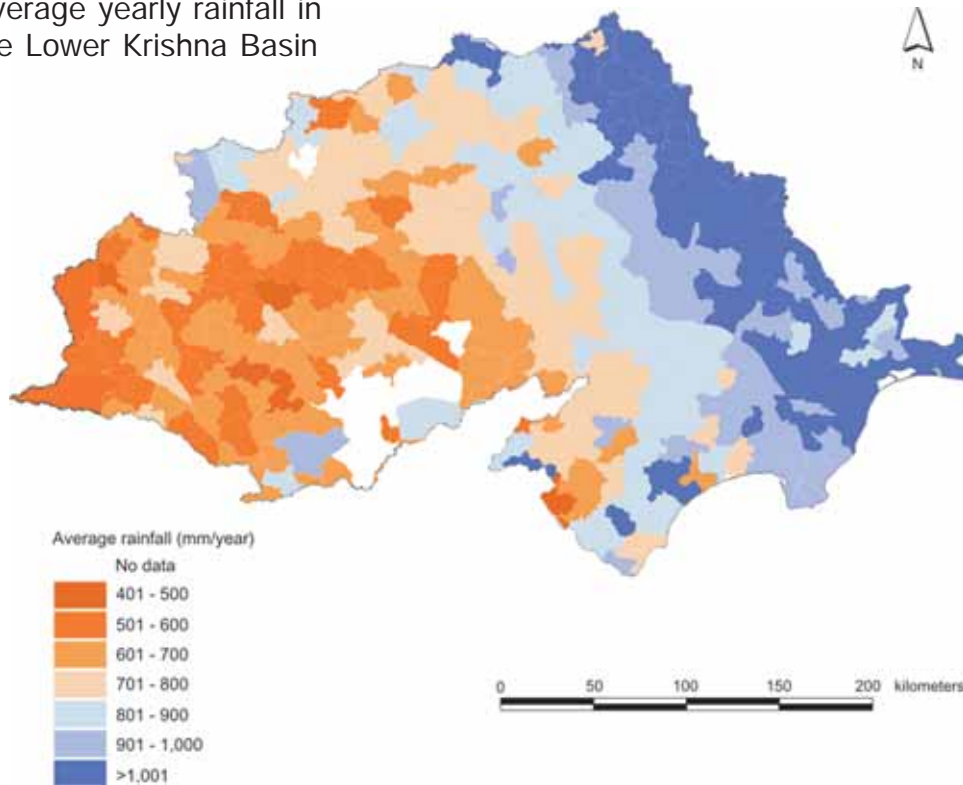 verage yearly rainfall in
e Lower Krishna Basin
N
Average rainfall (mm/year)
No data
401 - 500
501 - 600
601 - 700
701 - 800
801 - 900
901 - 1,000
>1,001
0 50 100 150 200 kilometers